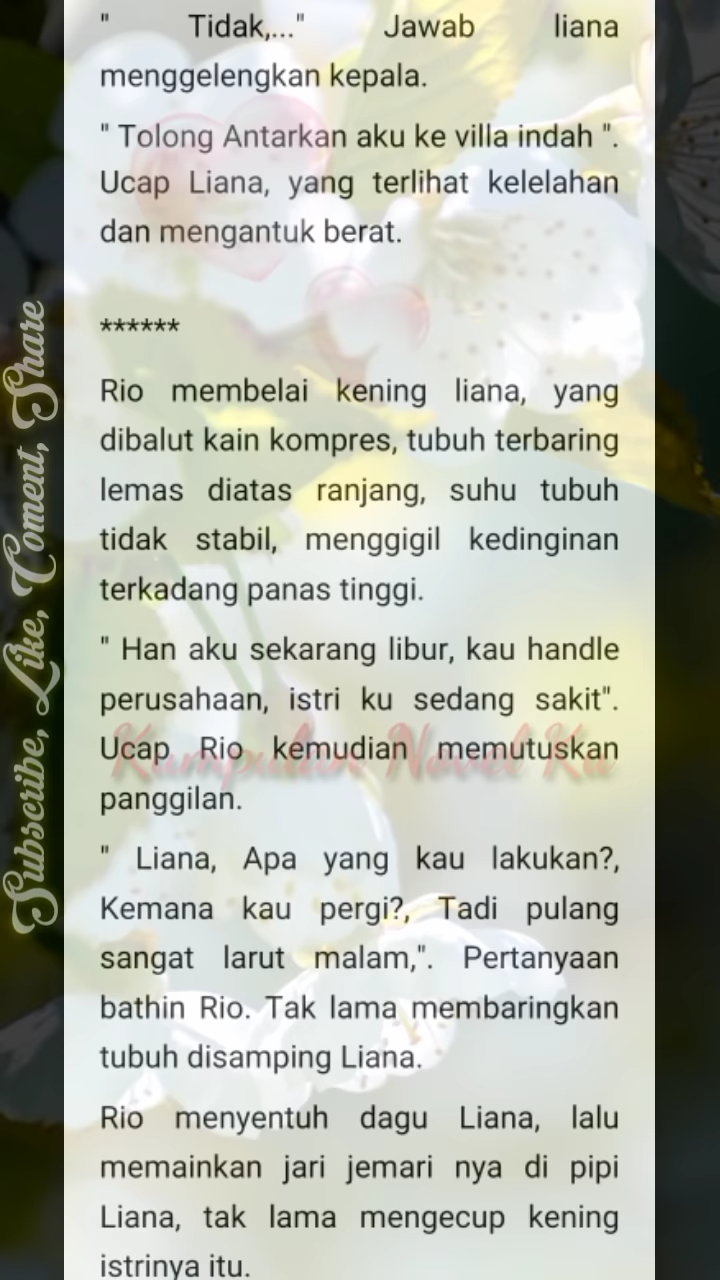 " Tidak,..." Jawab liana
menggelengkan kepala.
" Tolong Antarkan aku ke villa indah ".
Ucap Liana, yang terlihat kelelahan
dan mengantuk berat.
******
Rio membelai kening liana, yang
dibalut kain kompres, tubuh terbaring
lemas diatas ranjang, suhu tubuh
tidak stabil, menggigil kedinginan
terkadang panas tinggi.
" Han aku sekarang libur, kau handle
perusahaan, istri ku sedang sakit".
Ucap Rio kemudian memutuskan
panggilan.
" Liana, Apa yang kau lakukan?,
Kemana kau pergi?, Tadi pulang
sangat larut malam,". Pertanyaan
bathin Rio. Tak lama membaringkan
tubuh disamping Liana.
Rio menyentuh dagu Liana, lalu
memainkan jari jemari nya di pipi
Liana, tak lama mengecup kening
istrinya itu.
Subscribe, Like, Coment, Share
Kumpulan Novel Ku